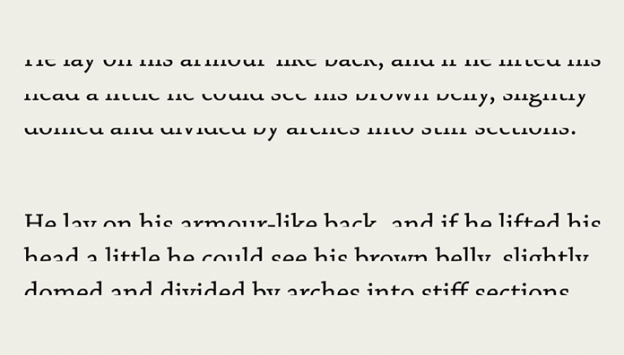 He lay on his armour-like back, and if he lifted his
head a little he could see his brown belly, slightly
domed and divided by arches into stiff sections.
He lay on his armour-like back, and if he lifted his
head a little he could see his brown belly, slightly
domed and divided by arches into stiff sections.